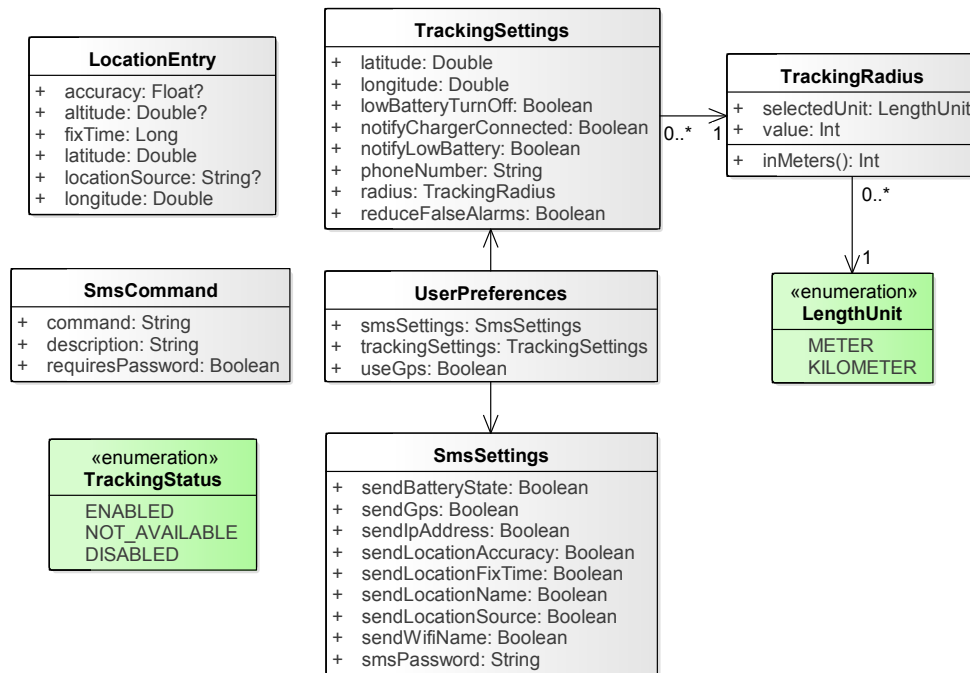 LocationEntry
+ accuracy: Float?
+ altitude: Double?
+ fixTime: Long
+ latitude: Double
+ locationSource: String?
+ longitude: Double
TrackingSettings
+ latitude: Double
+ longitude: Double
+ lowBatteryTurnOff: Boolean
+ notifyChargerConnected: Boolean
+ notifyLowBattery: Boolean
+ phoneNumber: String
+ radius: TrackingRadius
+ reduceFalseAlarms: Boolean
0..*
1
TrackingRadius
+ selectedUnit: LengthUnit
+ value: Int
+ inMeters(): Int
0..*
1
SmsCommand
+ command: String
+ description: String
+ requiresPassword: Boolean
UserPreferences
+ smsSettings: SmsSettings
+ trackingSettings: TrackingSettings
+ useGps: Boolean
«enumeration»
LengthUnit
METER
KILOMETER
«enumeration»
TrackingStatus
ENABLED
NOT_AVAILABLE
DISABLED
SmsSettings
+ sendBatteryState: Boolean
+ sendGps: Boolean
+ sendIpAddress: Boolean
+ sendLocationAccuracy: Boolean
+ sendLocationFixTime: Boolean
+ sendLocationName: Boolean
+ sendLocationSource: Boolean
+ sendWifiName: Boolean
+ smsPassword: String